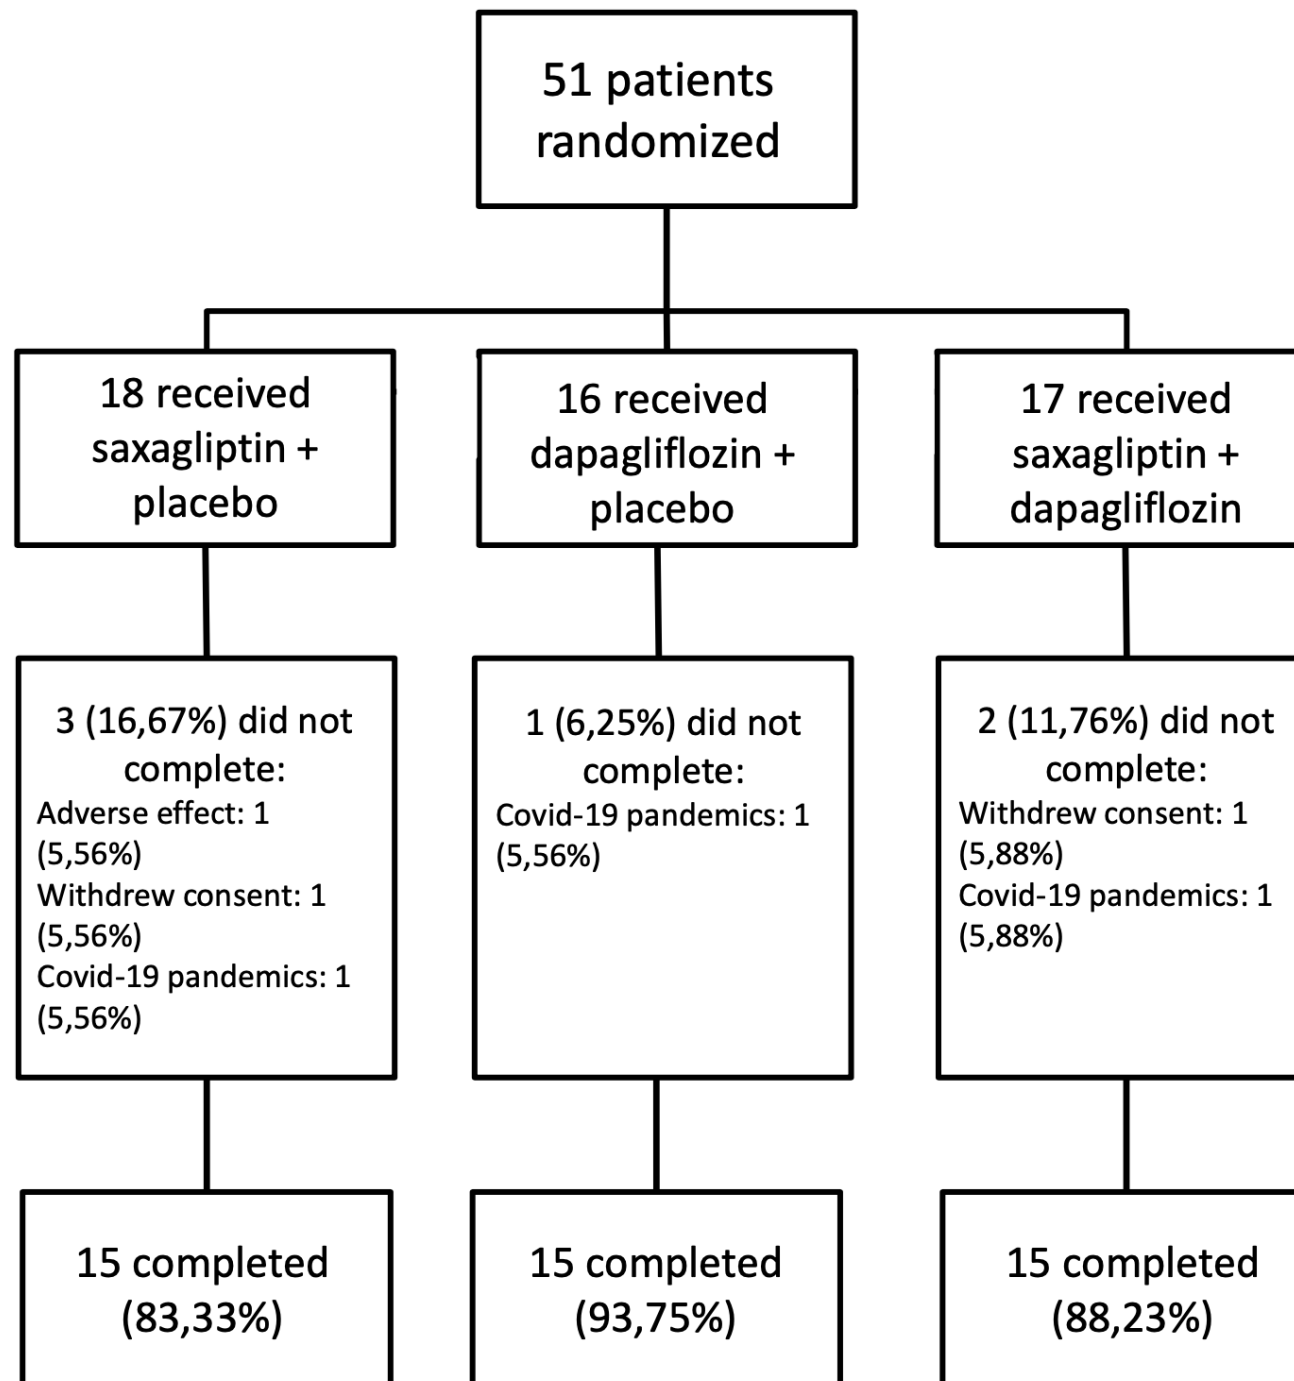 51 patients
randomized
18 received
saxagliptin +
placebo
16 received
dapagliflozin +
placebo
17 received
saxagliptin +
dapagliflozin
3 (16,67%) did not
complete:
Adverse effect: 1
(5,56%)
Withdrew consent: 1
(5,56%)
Covid-19 pandemics: 1
(5,56%)
1 (6,25%) did not
complete:
Covid-19 pandemics: 1
(5,56%)
2 (11,76%) did not
complete:
Withdrew consent: 1
(5,88%)
Covid-19 pandemics: 1
(5,88%)
15 completed
(83,33%)
15 completed
(93,75%)
15 completed
(88,23%)